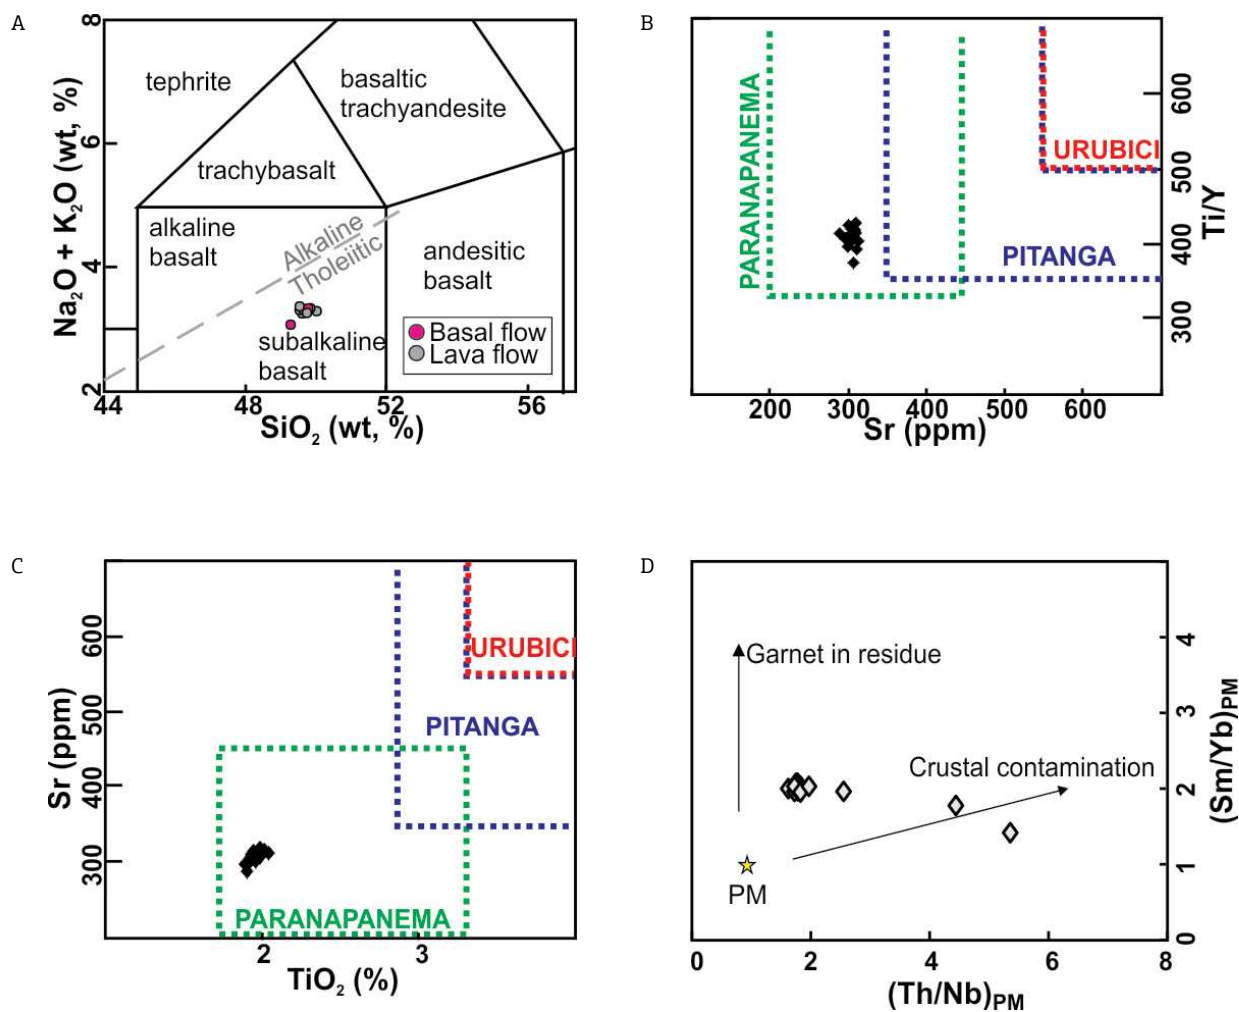 A
8
6
4
2
Na₂O + K₂O (wt, %)
tephrite
basaltic
trachyandesite
trachybasalt
alkaline
basalt
Alkaline
Tholeiitic
andesitic
basalt
subalkaline
basalt
Basal flow
Lava flow
44
48
52
56
SiO₂ (wt, %)
B
PARANAPANEMA
URUBICI
PITANGA
600
500
400
300
Ti/Y
200
300
400
500
600
Sr (ppm)
C
600
500
400
300
Sr (ppm)
URUBICI
PITANGA
PARANAPANEMA
2
3
TiO₂ (%)
D
Garnet in residue
Crustal contamination
PM
4
3
2
1
0
(Sm/Yb)PM
0
2
4
6
8
(Th/Nb)PM